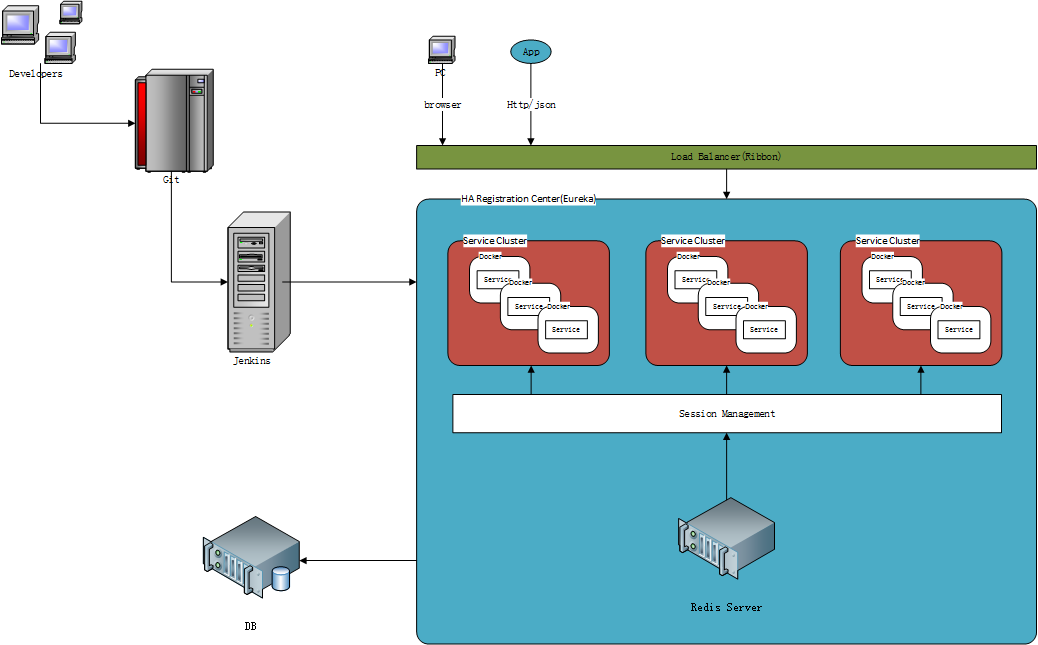 Developers
PC
App
browser
Http/json
Git
Load Balancer(Ribbon)
HA Registration Center(Eureka)
Service Cluster
Docker
Service
Docker
Service
Docker
Service
Service Cluster
Docker
Service
Docker
Service
Docker
Service
Service Cluster
Docker
Service
Docker
Service
Docker
Service
Jenkins
Session Management
Redis Server
DB